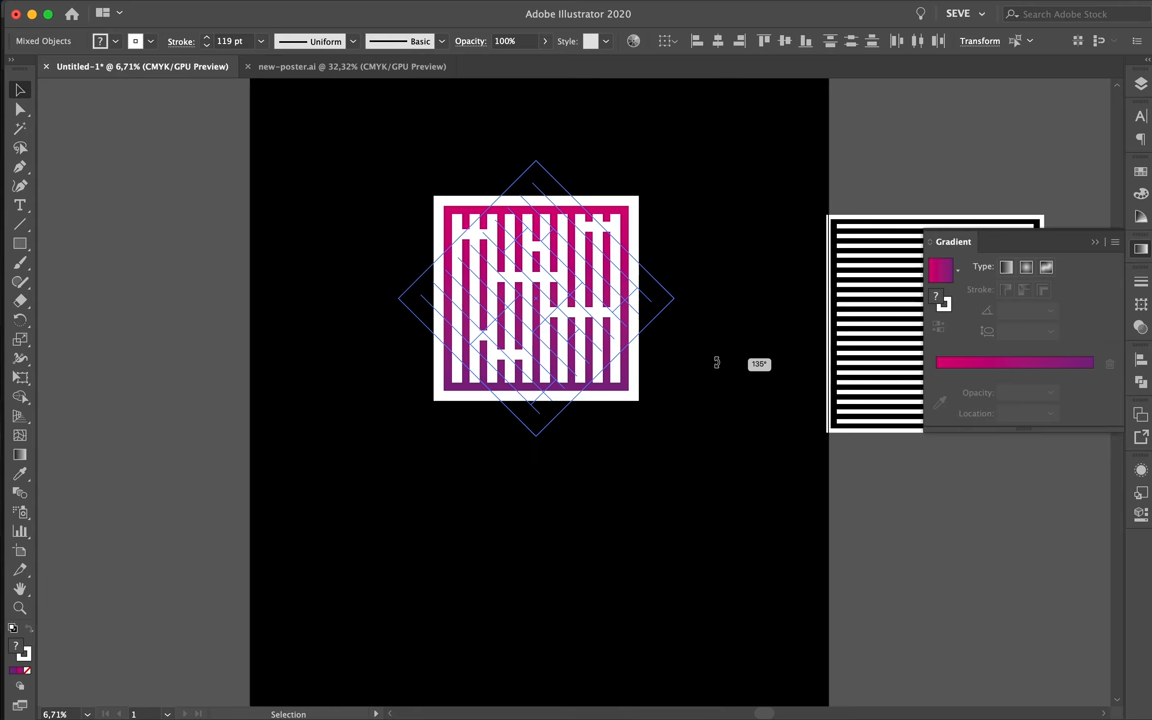 Adobe Illustrator 2020
SEVE
Search Adobe Stock
Mixed Objects
?
Stroke:
119 pt
Uniform
Basic
Opacity:
100%
Style:
Transform
Untitled-1* @ 6,71% (CMYK/GPU Preview)
new-poster.ai @ 32,32% (CMYK/GPU Preview)
Gradient
Type:
?
Stroke:
135°
Opacity:
Location:
?
6,71%
1
Selection